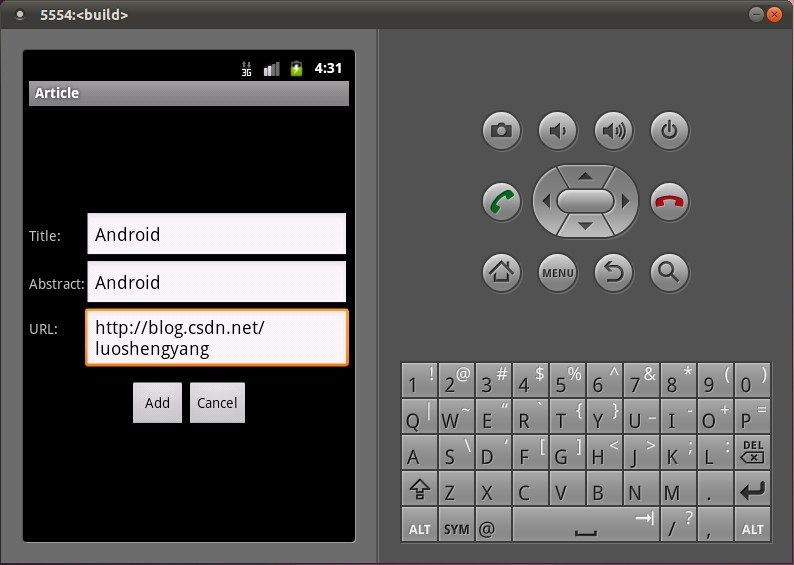 5554:<build>
3G 4:31
Article
Title: Android
Abstract: Android
URL: http://blog.csdn.net/
luoshengyang
Add Cancel
MENU
1 ! 2 @ 3 # 4 $ 5 % 6 ^ 7 & 8 * 9 ( 0 )
Q | W ~ E “ R ` T { Y } U _ I - O + P =
A S \ D ‘ F [ G ] H < J > K ; L : DEL
Z X C V B N M .
ALT SYM @ / ? , ALT